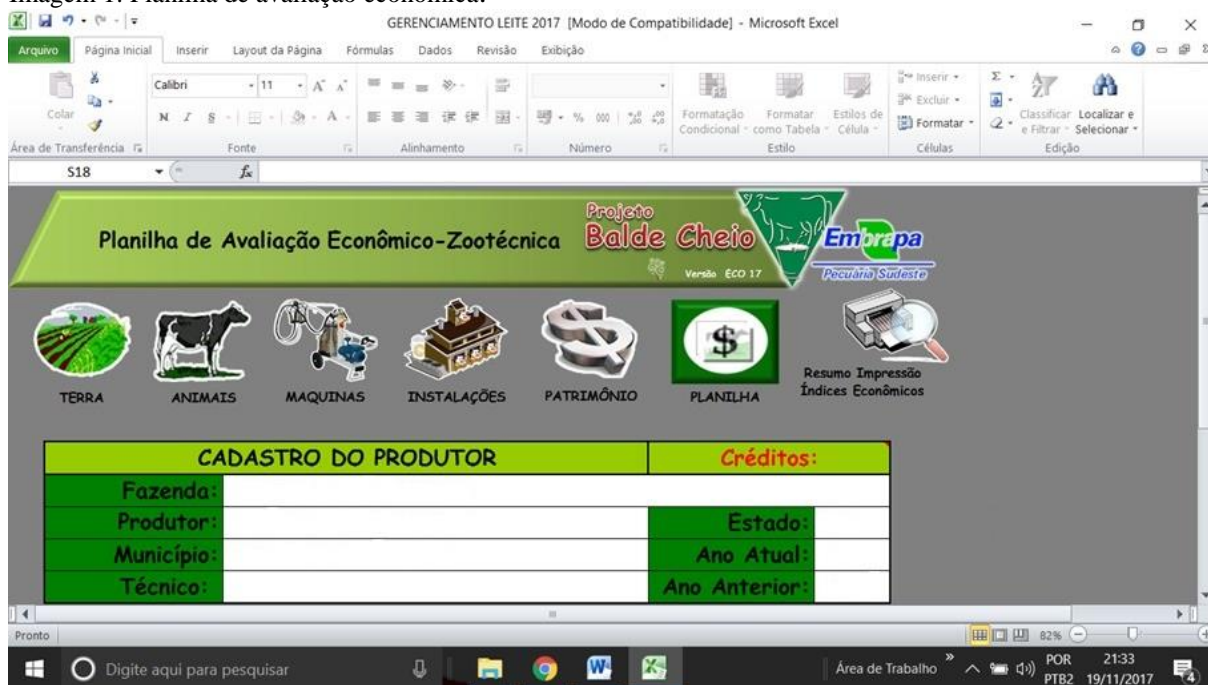 Imagem 1: Planilha de avaliação econômica.
GERENCIAMENTO LEITE 2017 [Modo de Compatibilidade] - Microsoft Excel
Arquivo Página Inicial Inserir Layout da Página Fórmulas Dados Revisão Exibição
Colar
Calibri 11
N I S
% 000
Formatação Condicional
Formatar como Tabela
Estilos de Célula
Inserir
Excluir
Formatar
Classificar e Filtrar
Localizar e Selecionar
Área de Transferência Fonte Alinhamento Número Estilo Células Edição
S18 fx
Planilha de Avaliação Econômico-Zootécnica
Projeto
Balde Cheio
Versão ECO 17
Embrapa
Pecuária Sudeste
TERRA ANIMAIS MAQUINAS INSTALAÇÕES PATRIMÔNIO PLANILHA
Resumo Impressão
Índices Econômicos
CADASTRO DO PRODUTOR Créditos:
Fazenda:
Produtor: Estado:
Município: Ano Atual:
Técnico: Ano Anterior:
Pronto 82%
Digite aqui para pesquisar Área de Trabalho POR 21:33
PTB2 19/11/2017 4